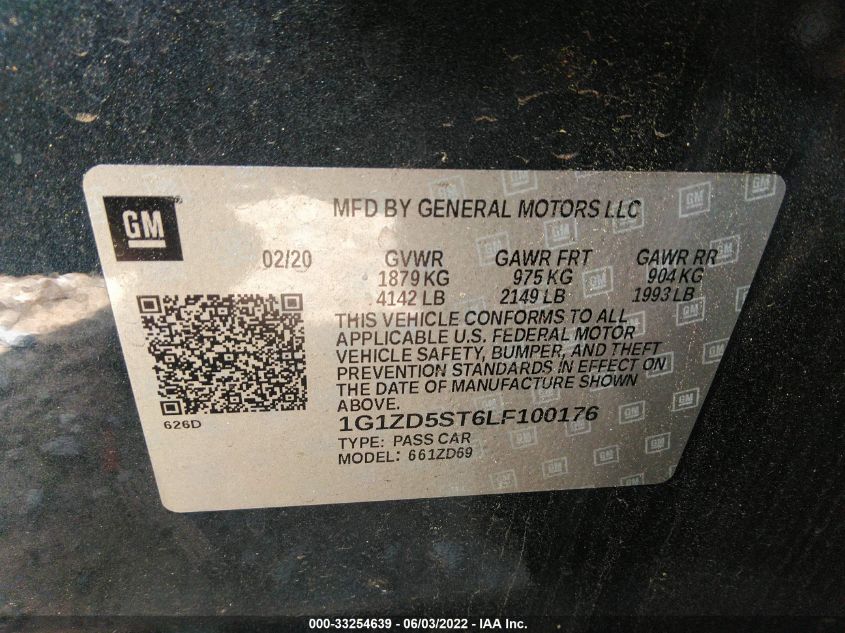 GM
MFD BY GENERAL MOTORS LLC
02/20 GVWR GAWR FRT GAWR RR
1879 KG 975 KG 904 KG
4142 LB 2149 LB 1993 LB
THIS VEHICLE CONFORMS TO ALL
APPLICABLE U.S. FEDERAL MOTOR
VEHICLE SAFETY, BUMPER, AND THEFT
PREVENTION STANDARDS IN EFFECT ON
THE DATE OF MANUFACTURE SHOWN
ABOVE.
626D
1G1ZD5ST6LF100176
TYPE: PASS CAR
MODEL: 661ZD69
000-33254639 - 06/03/2022 - IAA Inc.